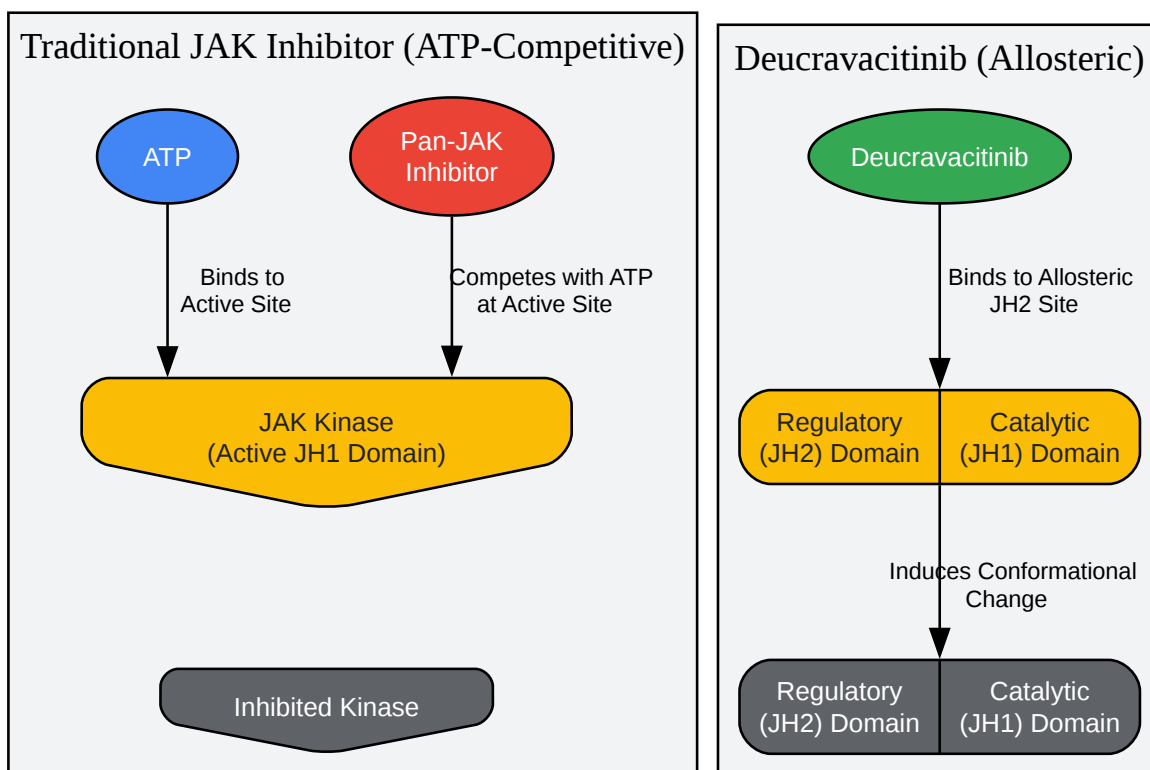 Traditional JAK Inhibitor (ATP-Competitive)
ATP
Pan-JAK
Inhibitor
Binds to
Active Site
Competes with ATP
at Active Site
JAK Kinase
(Active JH1 Domain)
Inhibited Kinase
Deucravacitinib (Allosteric)
Deucravacitinib
Binds to Allosteric
JH2 Site
Regulatory
(JH2) Domain
Catalytic
(JH1) Domain
Induces Conformational
Change
Regulatory
(JH2) Domain
Catalytic
(JH1) Domain